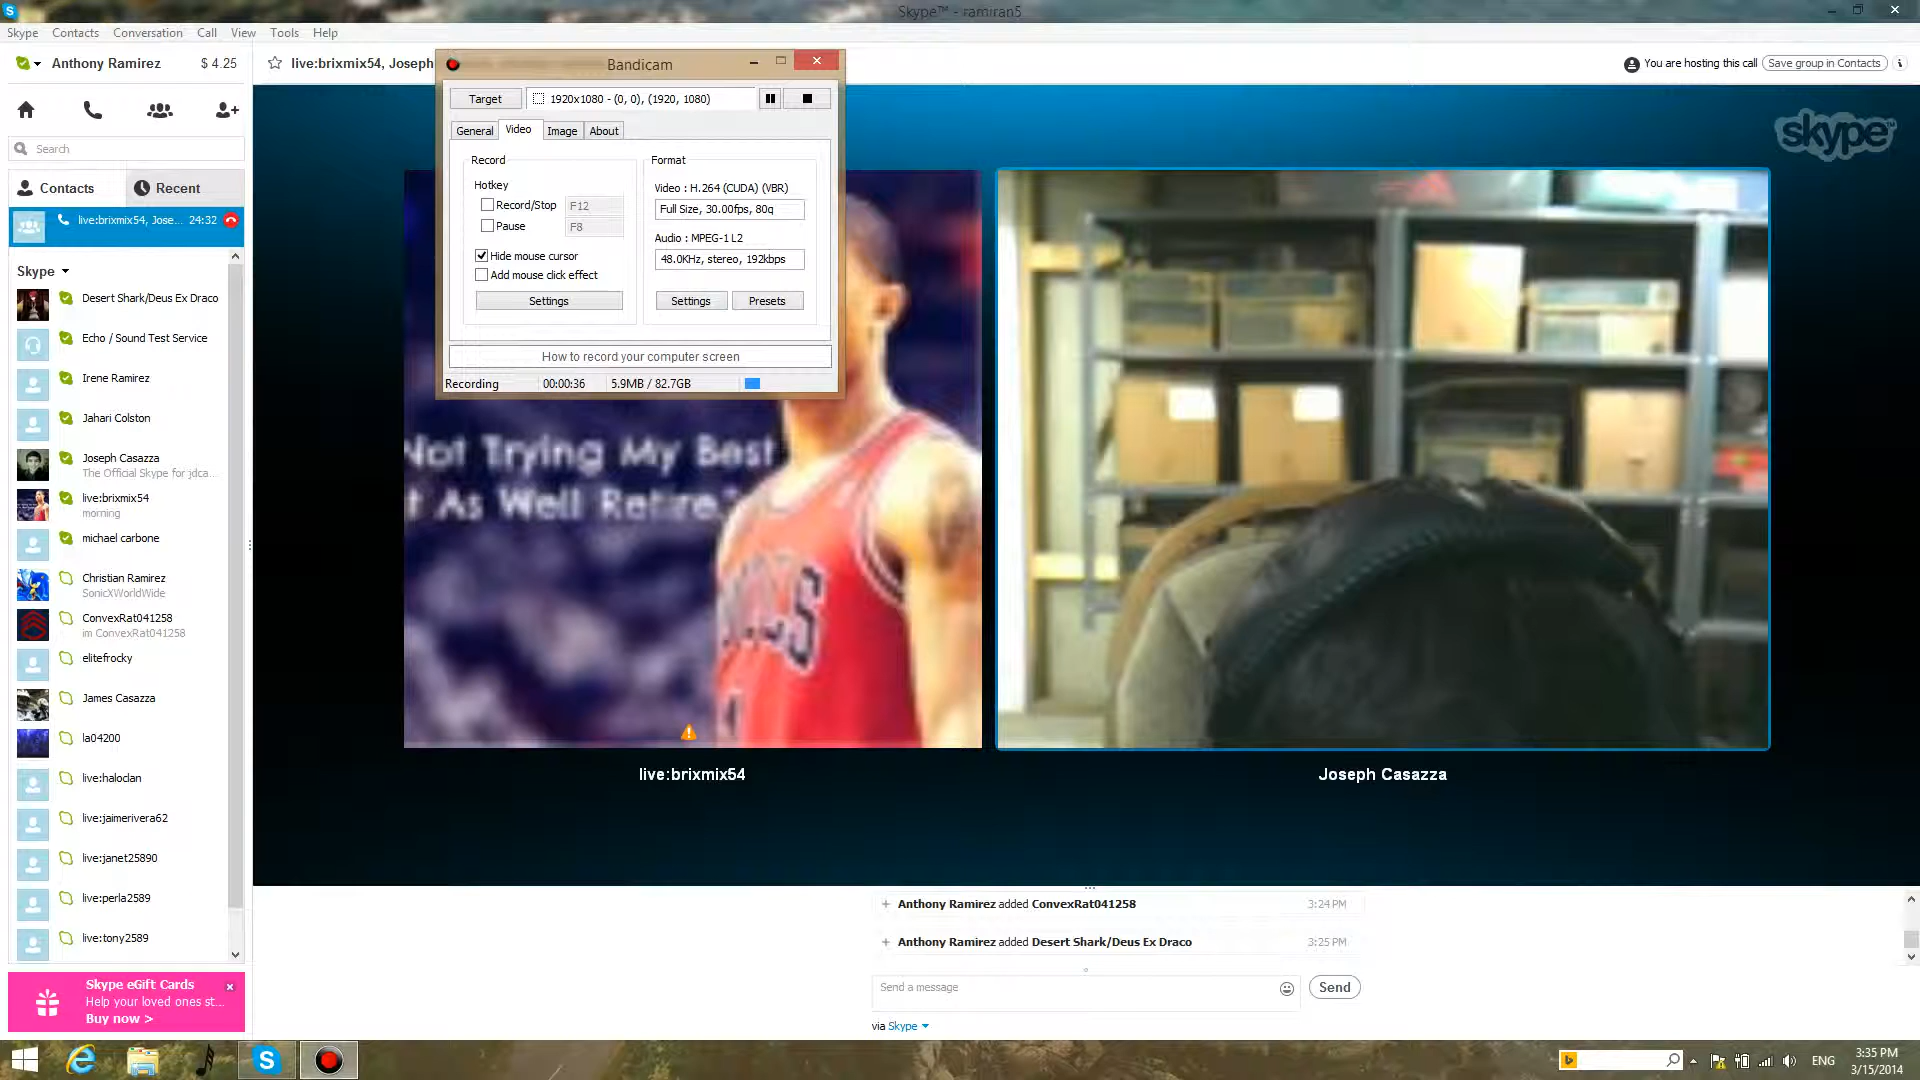 Skype™ - ramiran5
Skype Contacts Conversation Call View Tools Help
Anthony Ramirez $ 4.25
live:brixmix54, Joseph
You are hosting this call
Save group in Contacts
Search
Contacts
Recent
live:brixmix54, Jose... 24:32
Skype
Desert Shark/Deus Ex Draco
Echo / Sound Test Service
Irene Ramirez
Jahari Colston
Joseph Casazza
The Official Skype for jdca...
live:brixmix54
morning
michael carbone
Christian Ramirez
SonicXWorldWide
ConvexRat041258
im ConvexRat041258
elitefrocky
James Casazza
la04200
live:haloclan
live:jaimerivera62
live:janet25890
live:perla2589
live:tony2589
Skype eGift Cards
Help your loved ones st...
Buy now >
Bandicam
Target
1920x1080 - (0, 0), (1920, 1080)
General Video Image About
Record
Hotkey
Record/Stop F12
Pause F8
Hide mouse cursor
Add mouse click effect
Settings
Format
Video : H.264 (CUDA) (VBR)
Full Size, 30.00fps, 80q
Audio : MPEG-1 L2
48.0KHz, stereo, 192kbps
Settings Presets
How to record your computer screen
Recording 00:00:36 5.9MB / 82.7GB
skype™
Not Trying My Best
t As Well Retire."
live:brixmix54
Joseph Casazza
Anthony Ramirez added ConvexRat041258 3:24 PM
Anthony Ramirez added Desert Shark/Deus Ex Draco 3:25 PM
Send a message
Send
via Skype
ENG
3:35 PM
3/15/2014